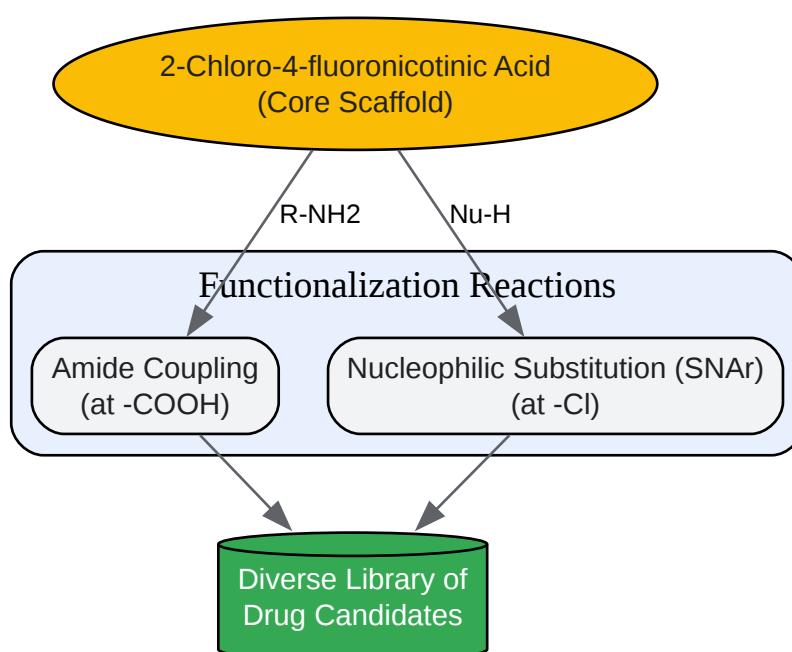 2-Chloro-4-fluoronicotinic Acid
(Core Scaffold)
R-NH2
Nu-H
Functionalization Reactions
Amide Coupling
(at -COOH)
Nucleophilic Substitution (SNAr)
(at -Cl)
Diverse Library of
Drug Candidates